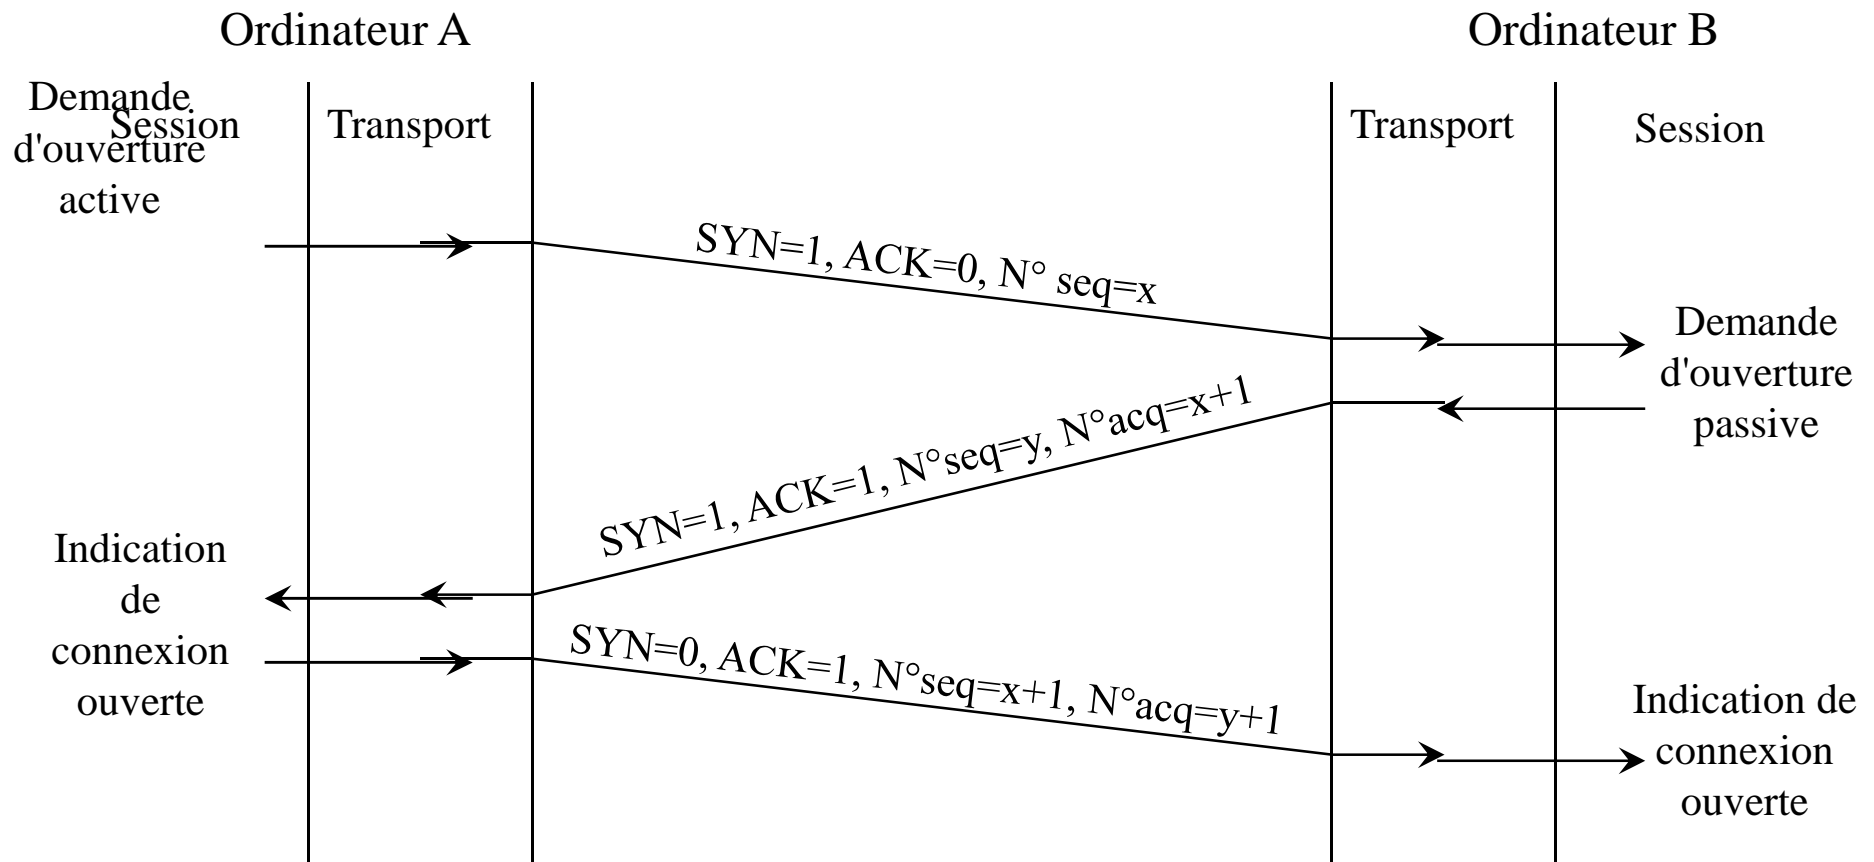 Ordinateur A
Ordinateur B
Demande
d'ouverture
active
Session
Transport
Transport
Session
SYN=1, ACK=0, N° seq=x
Demande
d'ouverture
passive
SYN=1, ACK=1, N°seq=y, N°acq=x+1
Indication
de
connexion
ouverte
SYN=0, ACK=1, N°seq=x+1, N°acq=y+1
Indication de
connexion
ouverte